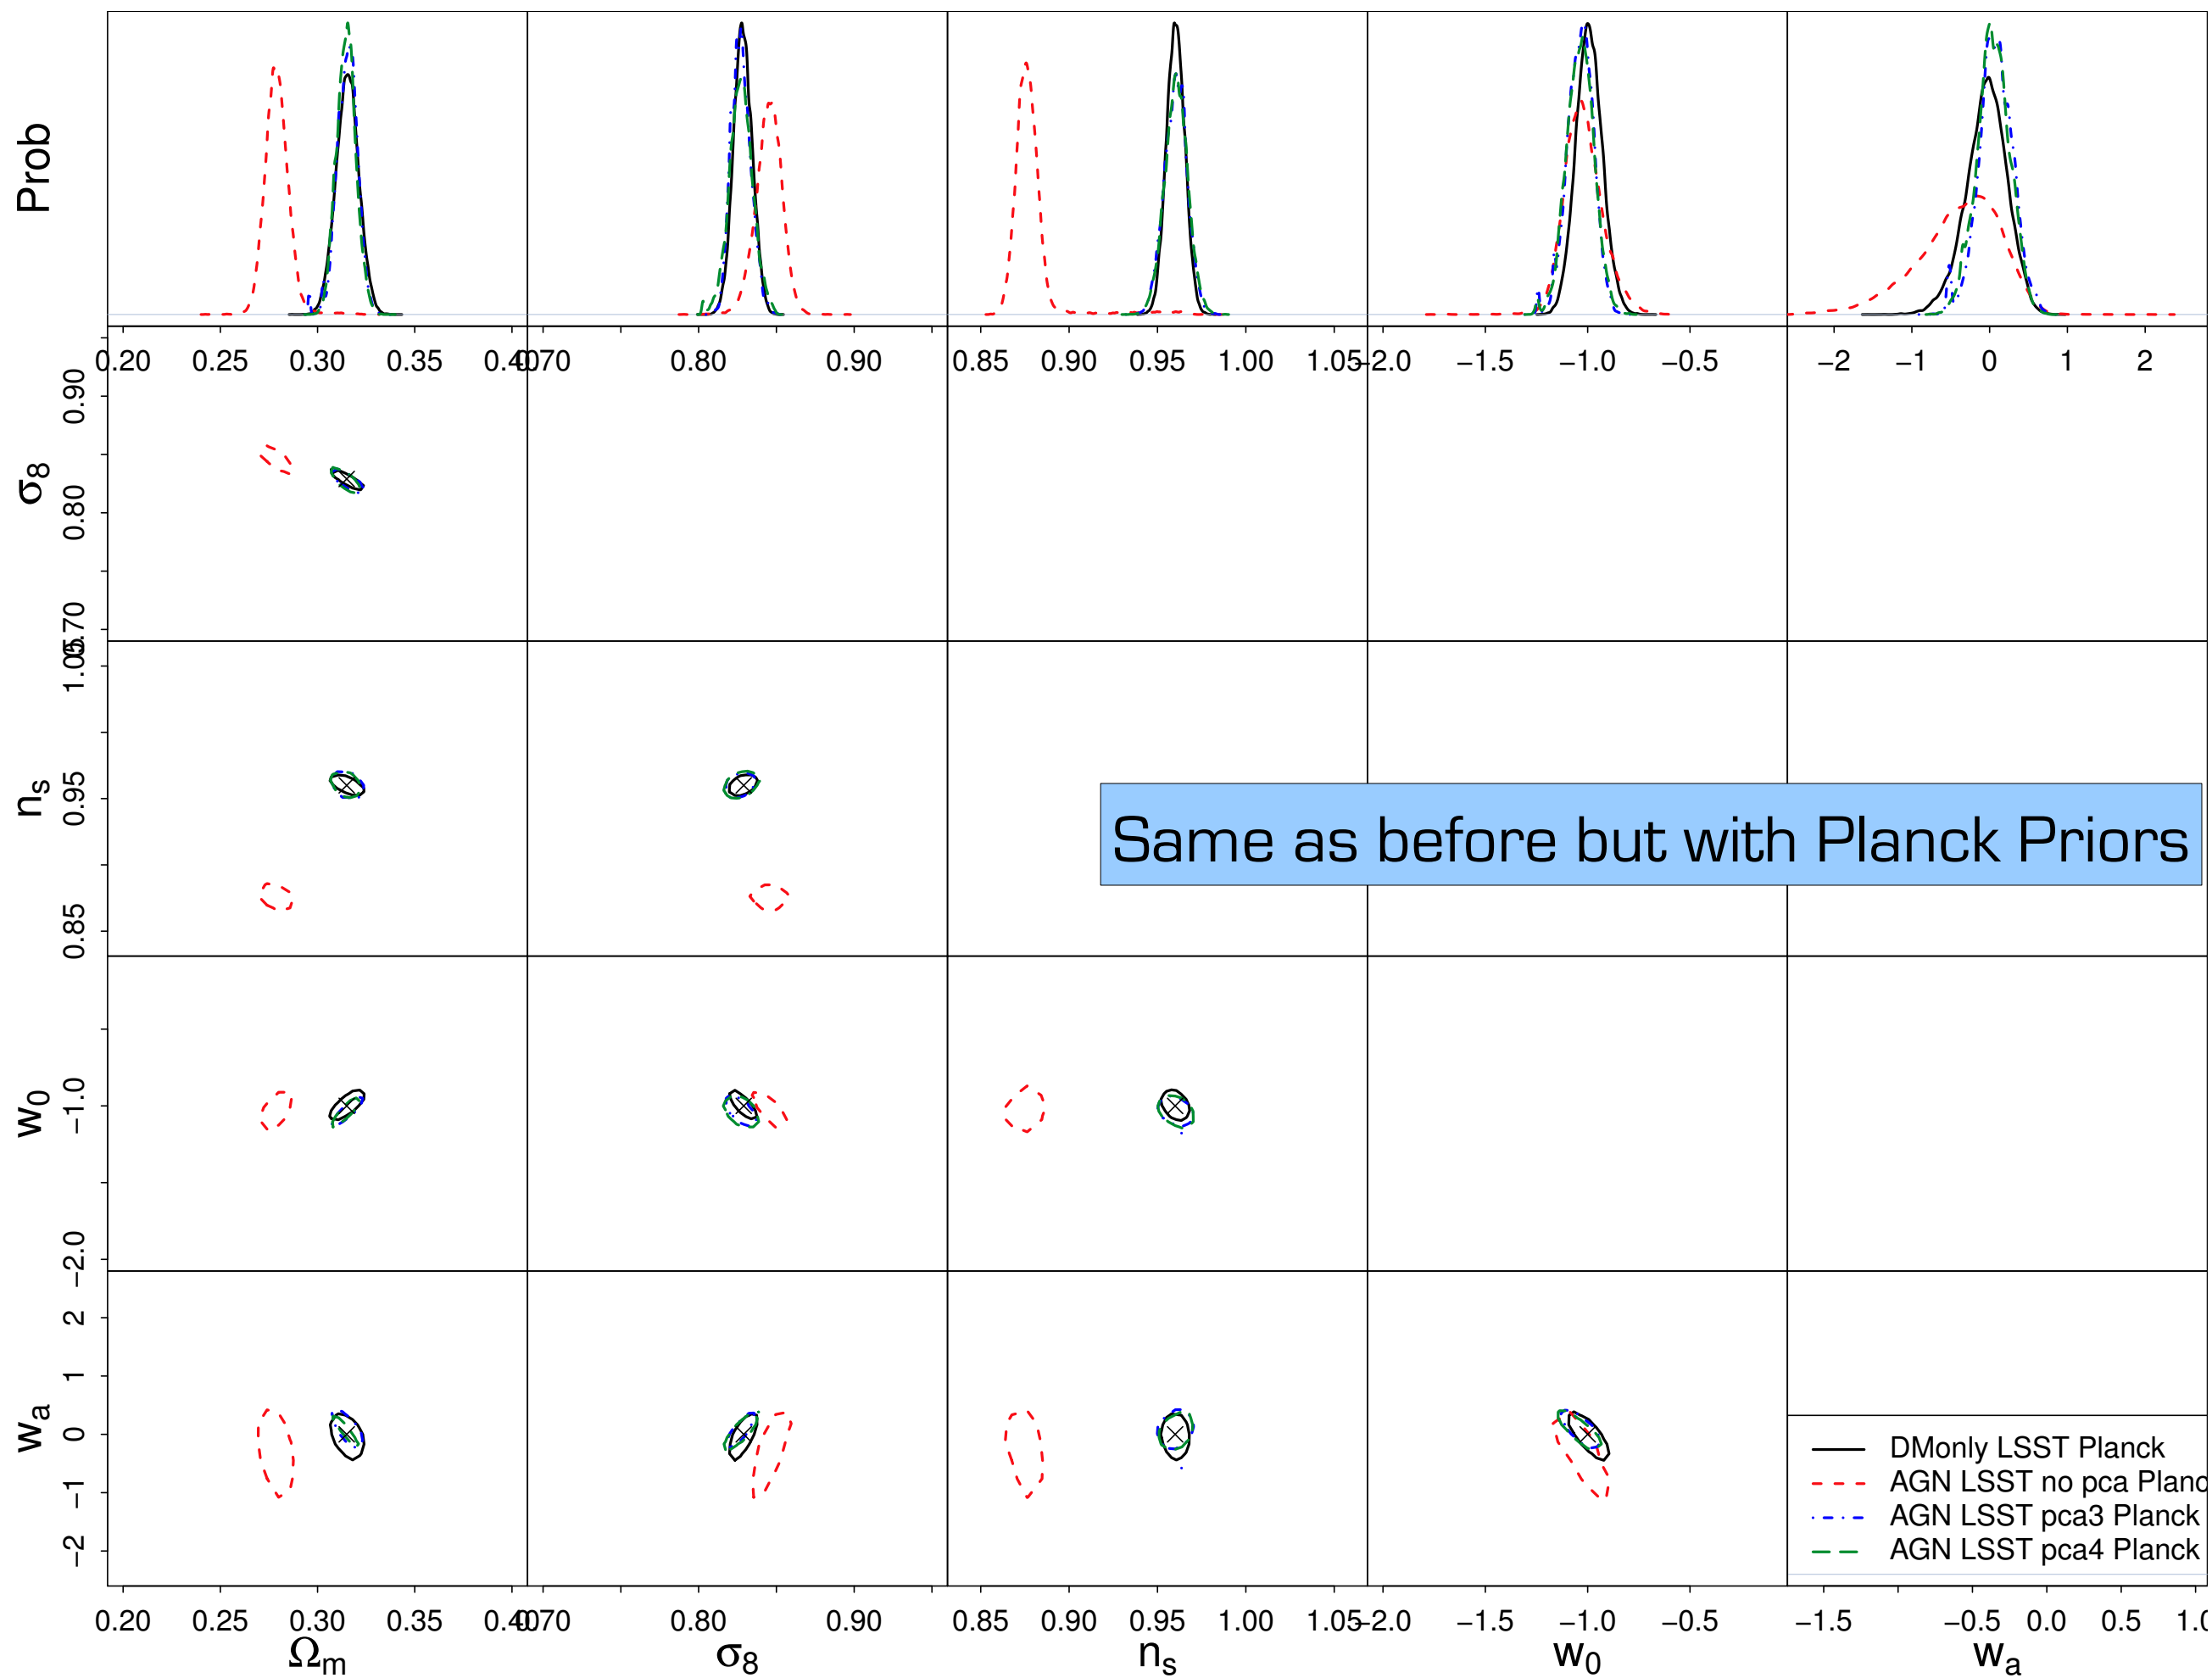 Prob
0.20 0.25 0.30 0.35 0.40
0.70 0.80 0.90
0.85 0.90 0.95 1.00 1.05
−2.0 −1.5 −1.0 −0.5
−2 −1 0 1 2
σ8
0.70 0.80 0.90
ns
0.85 0.95 1.05
Same as before but with Planck Priors
w0
−2.0 −1.0
wa
−2 −1 0 1 2
DMonly LSST Planck
AGN LSST no pca Planc
AGN LSST pca3 Planck
AGN LSST pca4 Planck
0.20 0.25 0.30 0.35 0.40
0.70 0.80 0.90
0.85 0.90 0.95 1.00 1.05
−2.0 −1.5 −1.0 −0.5
−1.5 −0.5 0.0 0.5 1.0
Ωm σ8 ns w0 wa